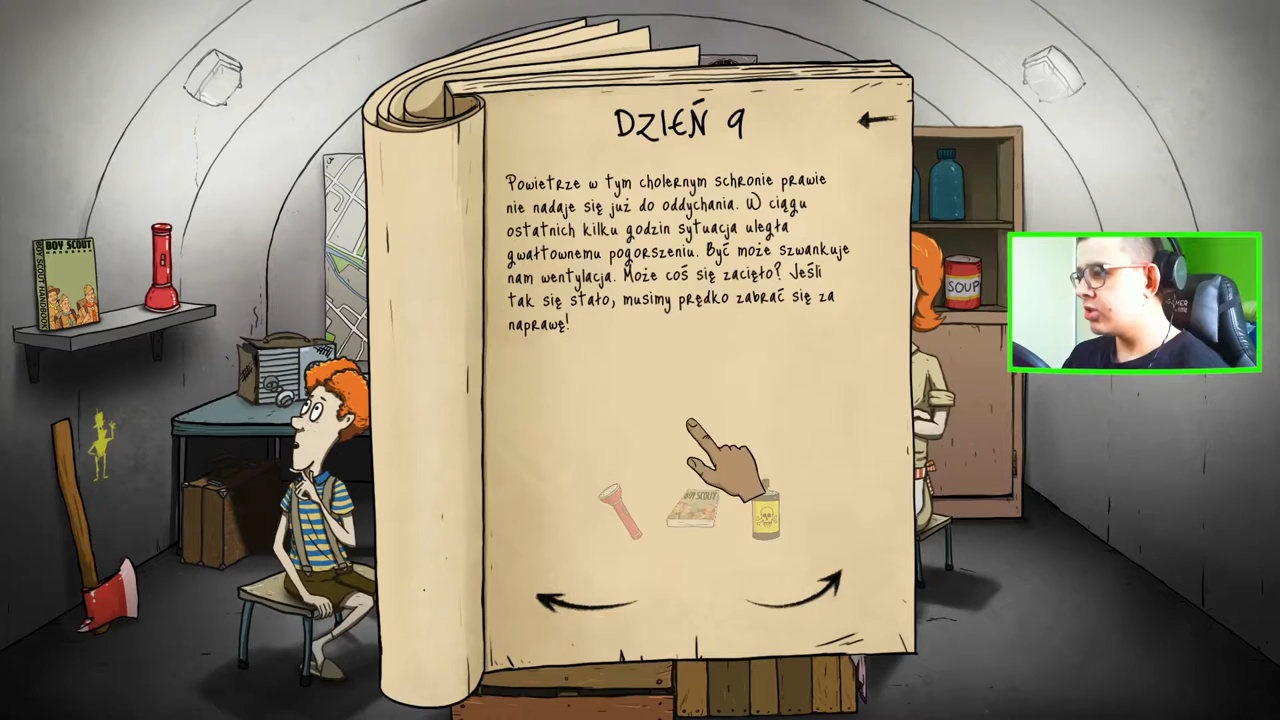 DZIEŃ 9
Powietrze w tym cholernym schronie prawie
nie nadaje się już do oddychania. W ciągu
ostatnich kilku godzin sytuacja uległa
gwałtownemu pogorszeniu. Być może szwankuje
nam wentylacja. Może coś się zacięło? Jeśli
tak się stało, musimy prędko zabrać się za
naprawę!
BOY SCOUT
BOY SCOUT HANDBOOK
SOUP
BOY SCOUT